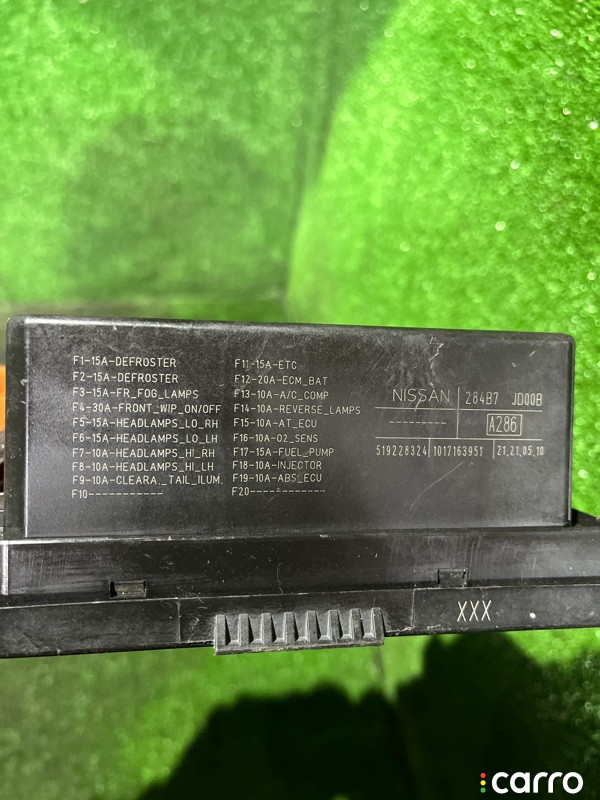 F1-15A-DEFROSTER
F2-15A-DEFROSTER
F3-15A-FR_FOG_LAMPS
F4-30A-FRONT_WIP_ON/OFF
F5-15A-HEADLAMPS_LO_RH
F6-15A-HEADLAMPS_LO_LH
F7-10A-HEADLAMPS_HI_RH
F8-10A-HEADLAMPS_HI_LH
F9-10A-CLEARA._TAIL_ILUM.
F10-----------
F11-15A-ETC
F12-20A-ECM_BAT
F13-10A-A/C_COMP
F14-10A-REVERSE_LAMPS
F15-10A-AT_ECU
F16-10A-O2_SENS
F17-15A-FUEL_PUMP
F18-10A-INJECTOR
F19-10A-ABS_ECU
F20------------
NISSAN 284B7 JD00B
--------- A286
519228324 1017163951 21,21,05,10
XXX
carro